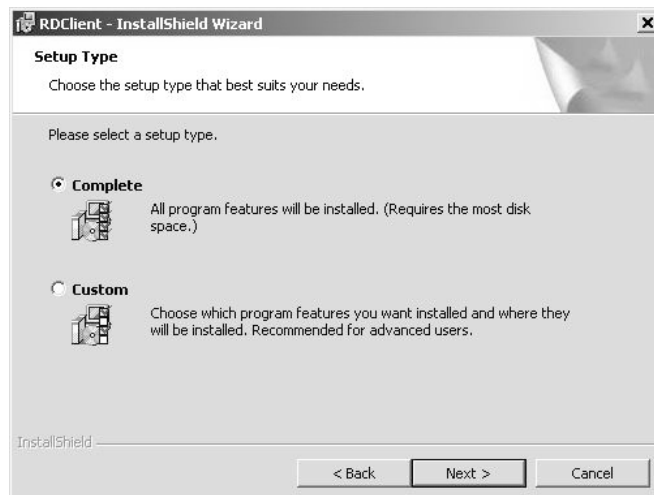 RDClient - InstallShield Wizard
Setup Type
Choose the setup type that best suits your needs.
Please select a setup type.
Complete
All program features will be installed. (Requires the most disk
space.)
Custom
Choose which program features you want installed and where they
will be installed. Recommended for advanced users.
InstallShield
< Back Next > Cancel